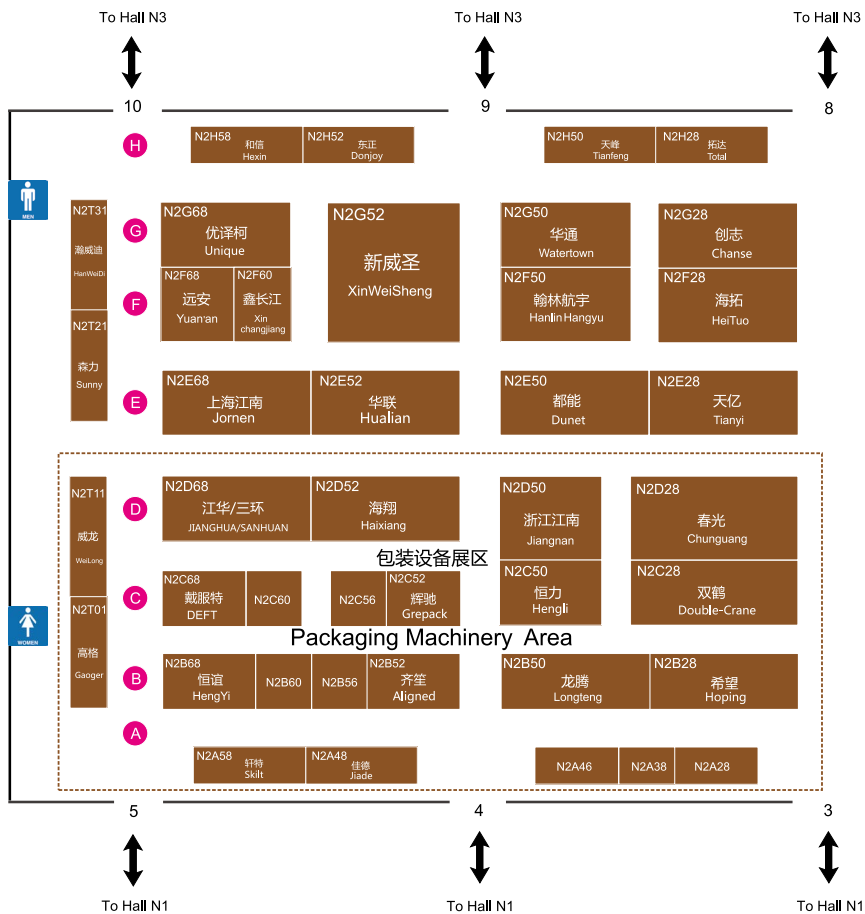 To Hall N3
To Hall N3
To Hall N3
10
9
8
H
N2H58
和信
Hexin
N2H52
东正
Donjoy
N2H50
天峰
Tianfeng
N2H28
拓达
Total
MEN
N2T31
瀚威迪
HanWeiDi
G
N2G68
优译柯
Unique
N2G52
新威圣
XinWeiSheng
N2G50
华通
Watertown
N2G28
创志
Chanse
F
N2F68
远安
Yuan'an
N2F60
鑫长江
Xin
changjiang
N2F50
翰林航宇
Hanlin Hangyu
N2F28
海拓
HeiTuo
N2T21
森力
Sunny
E
N2E68
上海江南
Jornen
N2E52
华联
Hualian
N2E50
都能
Dunet
N2E28
天亿
Tianyi
N2T11
威龙
WeiLong
D
N2D68
江华/三环
JIANGHUA/SANHUAN
N2D52
海翔
Haixiang
N2D50
浙江江南
Jiangnan
N2D28
春光
Chunguang
包装设备展区
C
N2C68
戴服特
DEFT
N2C60
N2C56
N2C52
辉驰
Grepack
N2C50
恒力
Hengli
N2C28
双鹤
Double-Crane
WOMEN
N2T01
高格
Gaoger
Packaging Machinery Area
B
N2B68
恒谊
HengYi
N2B60
N2B56
N2B52
齐笙
Aligned
N2B50
龙腾
Longteng
N2B28
希望
Hoping
A
N2A58
轩特
Skilt
N2A48
佳德
Jiade
N2A46
N2A38
N2A28
5
4
3
To Hall N1
To Hall N1
To Hall N1